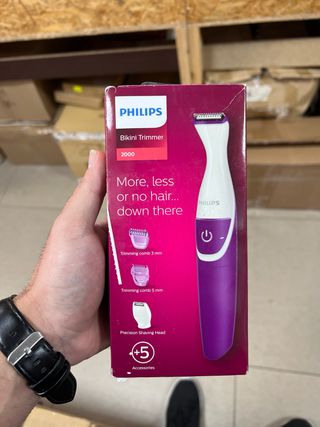 PHILIPS
Bikini Trimmer
2000
More, less
or no hair...
down there
PHILIPS
Trimming comb 3 mm
Trimming comb 5 mm
Precision Shaving Head
+5
Accessories